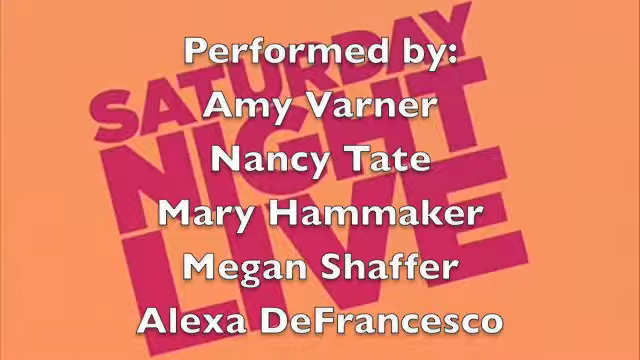 Performed by:
Amy Varner
Nancy Tate
Mary Hammaker
Megan Shaffer
Alexa DeFrancesco
SATURDAY
NIGHT
LIVE